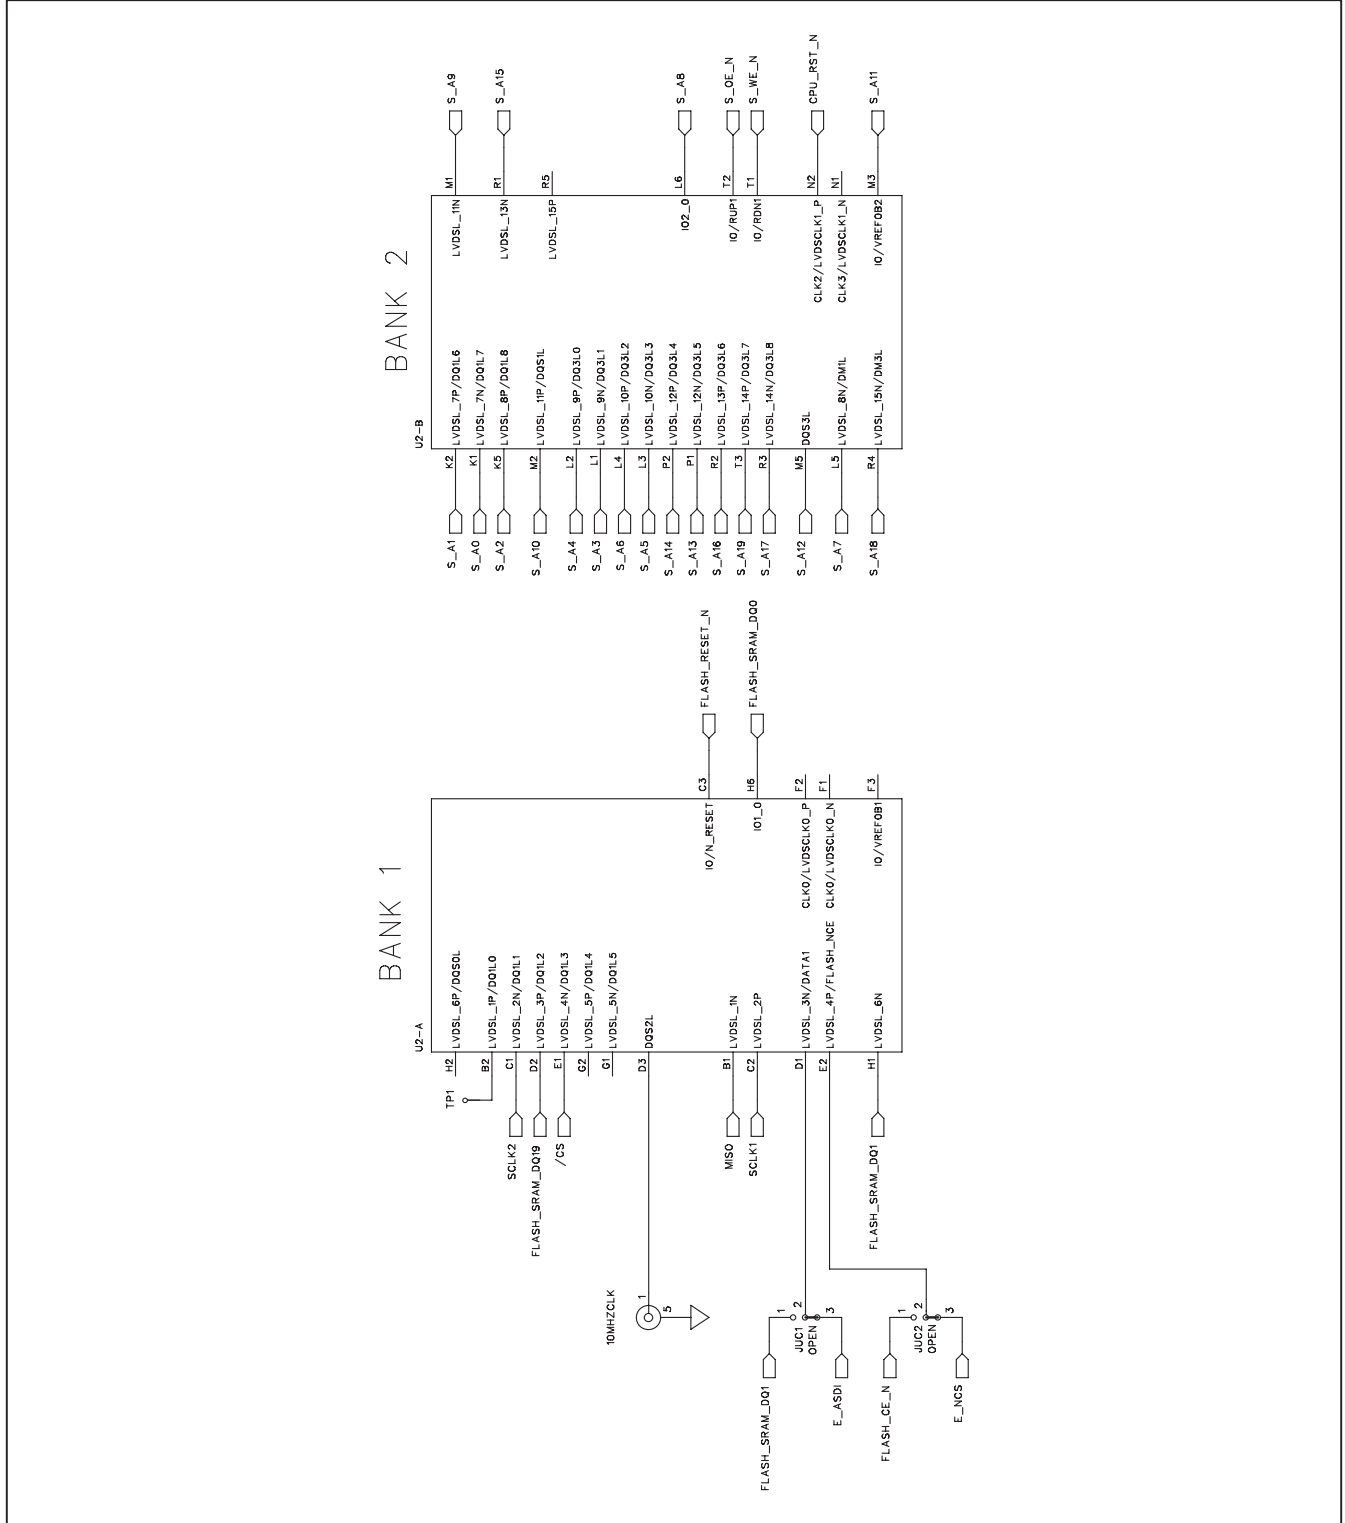 BANK 1
U2-A
H2 LVDSL_6P/DQS0L
TP1
B2 LVDSL_1P/DQ1L0
SCLK2 C1 LVDSL_2N/DQ1L1
FLASH_SRAM_DQ19 D2 LVDSL_3P/DQ1L2
/CS E1 LVDSL_4N/DQ1L3
G2 LVDSL_5P/DQ1L4
G1 LVDSL_5N/DQ1L5
10MHZCLK
1
5
D3 DQS2L
IO/N_RESET C3 FLASH_RESET_N
MISO B1 LVDSL_1N
SCLK1 C2 LVDSL_2P
IO1_0 H6 FLASH_SRAM_DQ0
FLASH_SRAM_DQ1
1
JUC1
OPEN
2
3
E_ASDI
D1 LVDSL_3N/DATA1
CLK0/LVDSCLK0_P F2
E2 LVDSL_4P/FLASH_NCE
CLK0/LVDSCLK0_N F1
FLASH_SRAM_DQ1 H1 LVDSL_6N
IO/VREF0B1 F3
FLASH_CE_N
1
JUC2
OPEN
2
3
E_NCS
BANK 2
U2-B
S_A1 K2 LVDSL_7P/DQ1L6
LVDSL_11N M1 S_A9
S_A0 K1 LVDSL_7N/DQ1L7
S_A2 K5 LVDSL_8P/DQ1L8
LVDSL_13N R1 S_A15
S_A10 M2 LVDSL_11P/DQS1L
LVDSL_15P R5
S_A4 L2 LVDSL_9P/DQ3L0
S_A3 L1 LVDSL_9N/DQ3L1
S_A6 L4 LVDSL_10P/DQ3L2
S_A5 L3 LVDSL_10N/DQ3L3
S_A14 P2 LVDSL_12P/DQ3L4
IO2_0 L6 S_A8
S_A13 P1 LVDSL_12N/DQ3L5
S_A16 R2 LVDSL_13P/DQ3L6
IO/RUP1 T2 S_OE_N
S_A19 T3 LVDSL_14P/DQ3L7
IO/RDN1 T1 S_WE_N
S_A17 R3 LVDSL_14N/DQ3L8
S_A12 M5 DQS3L
CLK2/LVDSCLK1_P N2 CPU_RST_N
S_A7 L5 LVDSL_8N/DM1L
CLK3/LVDSCLK1_N N1
S_A18 R4 LVDSL_15N/DM3L
IO/VREF0B2 M3 S_A11